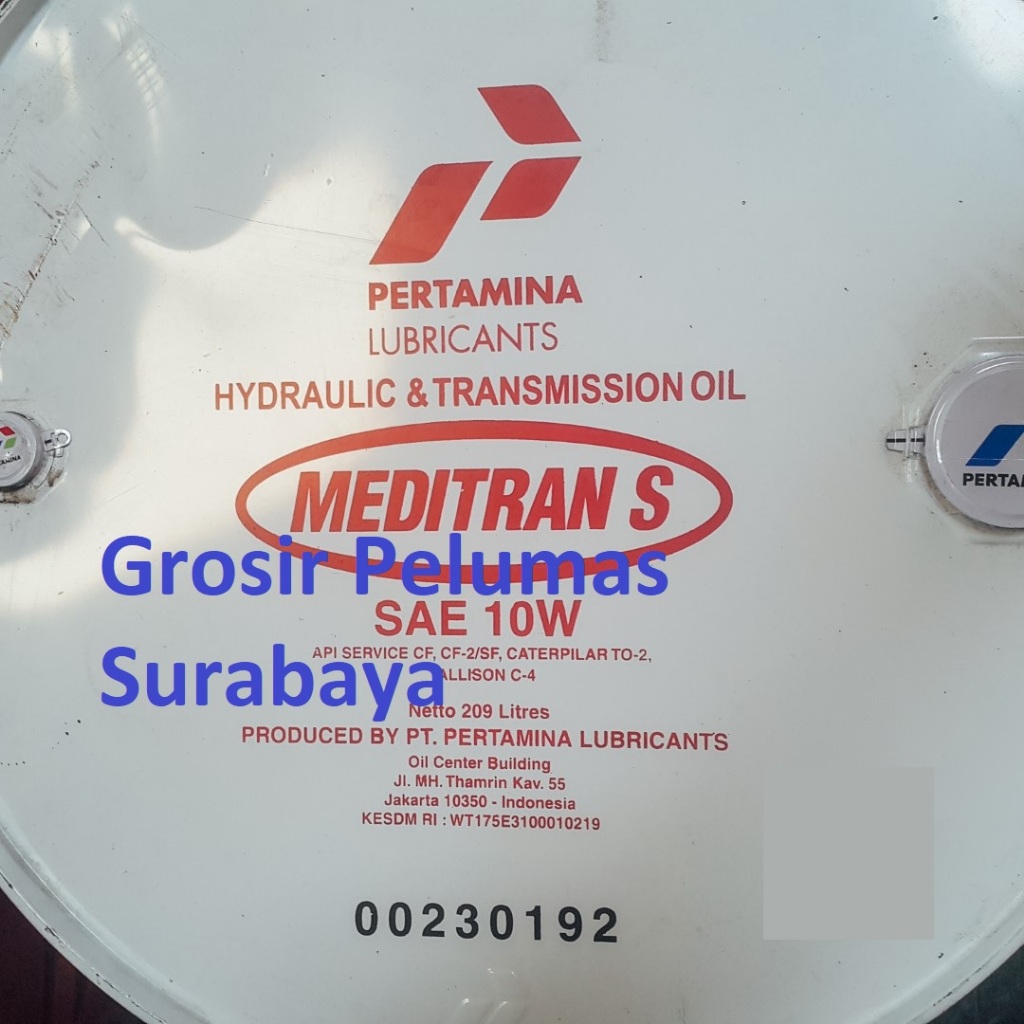 PERTAMINA
LUBRICANTS
HYDRAULIC & TRANSMISSION OIL
MEDITRAN S
Grosir Pelumas
SAE 10W
API SERVICE CF, CF-2/SF, CATERPILAR TO-2,
Surabaya
ALLISON C-4
Netto 209 Litres
PRODUCED BY PT. PERTAMINA LUBRICANTS
Oil Center Building
Jl. MH. Thamrin Kav. 55
Jakarta 10350 - Indonesia
KESDM RI : WT175E3100010219
00230192